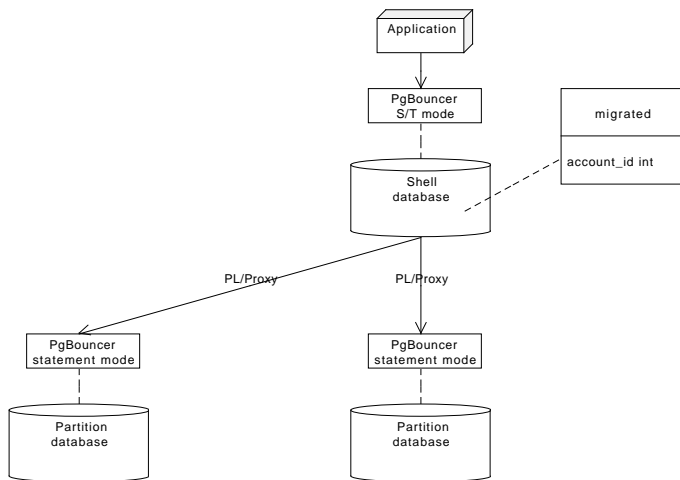 Application
PgBouncer
S/T mode
migrated
account_id int
Shell
database
PL/Proxy
PL/Proxy
PgBouncer
statement mode
PgBouncer
statement mode
Partition
database
Partition
database